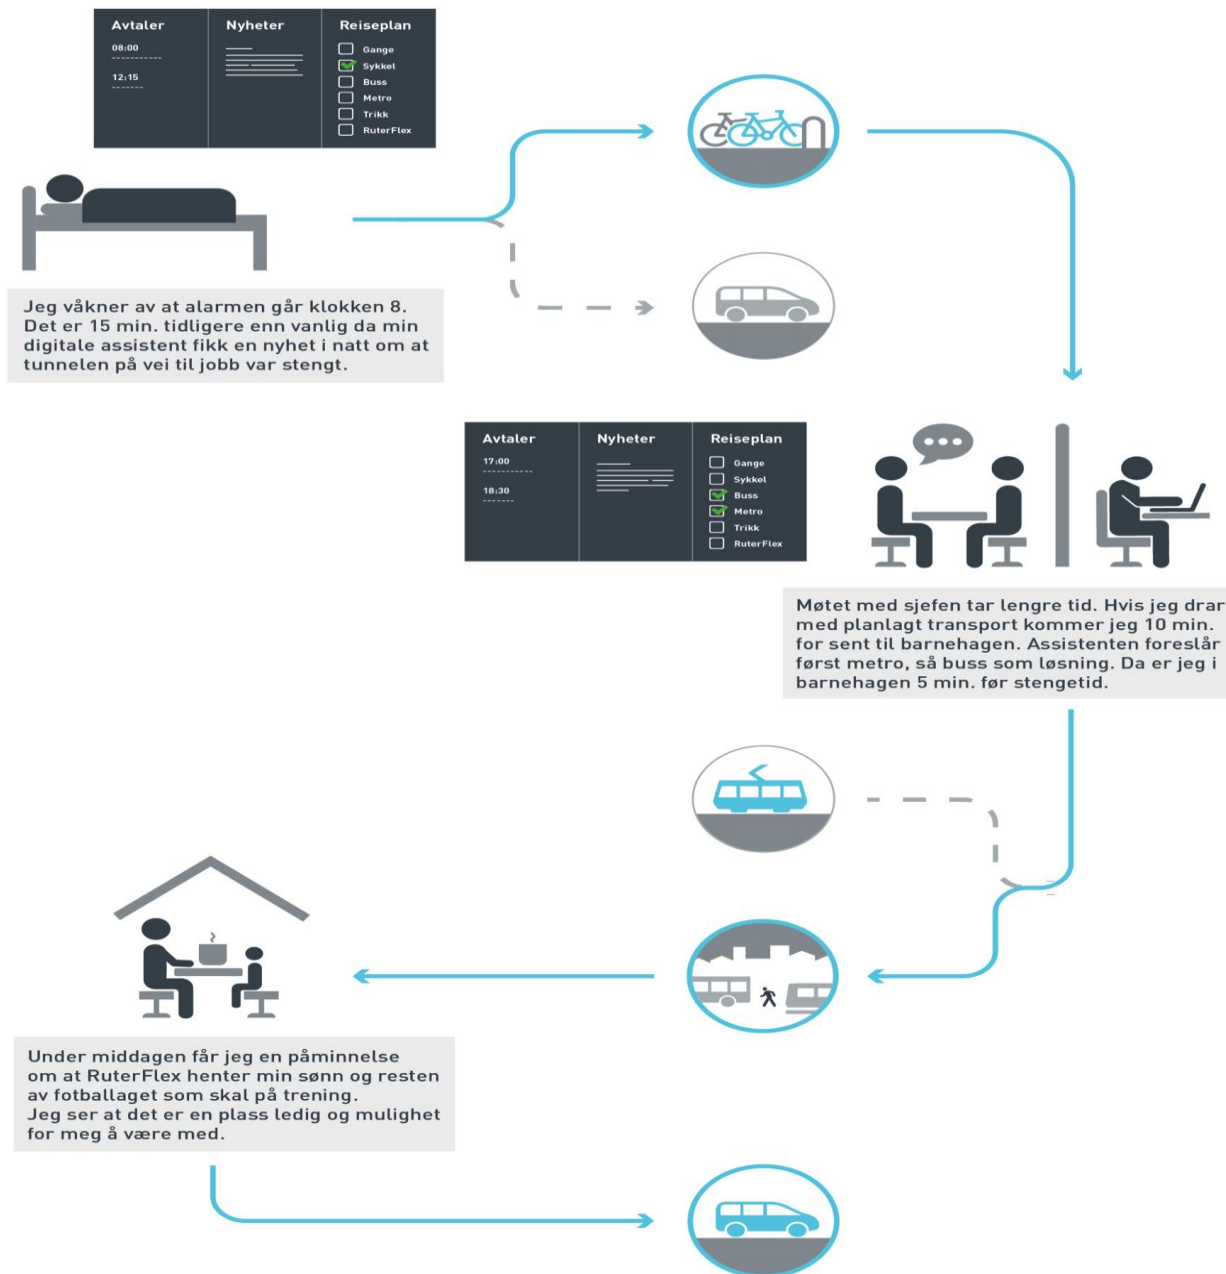 Avtaler
08:00
12:15
Nyheter
Reiseplan
Gange
Sykkel
Buss
Metro
Trikk
RuterFlex
Jeg våkner av at alarmen går klokken 8.
Det er 15 min. tidligere enn vanlig da min
digitale assistent fikk en nyhet i natt om at
tunnelen på vei til jobb var stengt.
Avtaler
17:00
18:30
Nyheter
Reiseplan
Gange
Sykkel
Buss
Metro
Trikk
RuterFlex
Møtet med sjefen tar lengre tid. Hvis jeg drar
med planlagt transport kommer jeg 10 min.
for sent til barnehagen. Assistenten foreslår
først metro, så buss som løsning. Da er jeg i
barnehagen 5 min. før stengetid.
Under middagen får jeg en påminnelse
om at RuterFlex henter min sønn og resten
av fotballaget som skal på trening.
Jeg ser at det er en plass ledig og mulighet
for meg å være med.